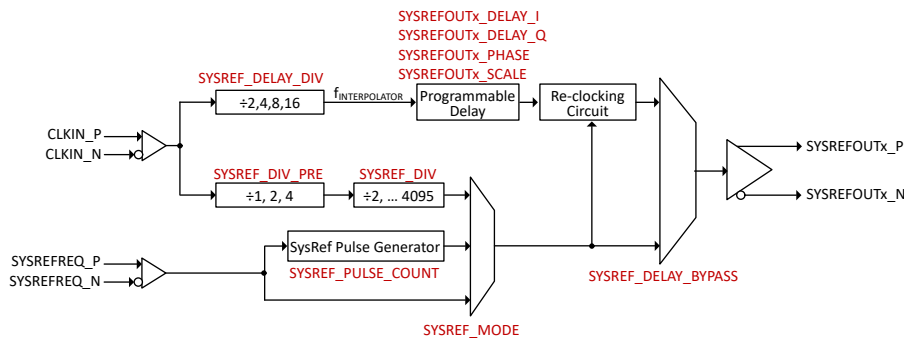 SYSREFOUTx_DELAY_I
SYSREFOUTx_DELAY_Q
SYSREFOUTx_PHASE
SYSREFOUTx_SCALE
SYSREF_DELAY_DIV
÷2,4,8,16
fINTERPOLATOR
Programmable
Delay
Re-clocking
Circuit
CLKIN_P
CLKIN_N
SYSREFOUTx_P
SYSREFOUTx_N
SYSREF_DIV_PRE
÷1, 2, 4
SYSREF_DIV
÷2, ... 4095
SysRef Pulse Generator
SYSREF_PULSE_COUNT
SYSREFREQ_P
SYSREFREQ_N
SYSREF_DELAY_BYPASS
SYSREF_MODE